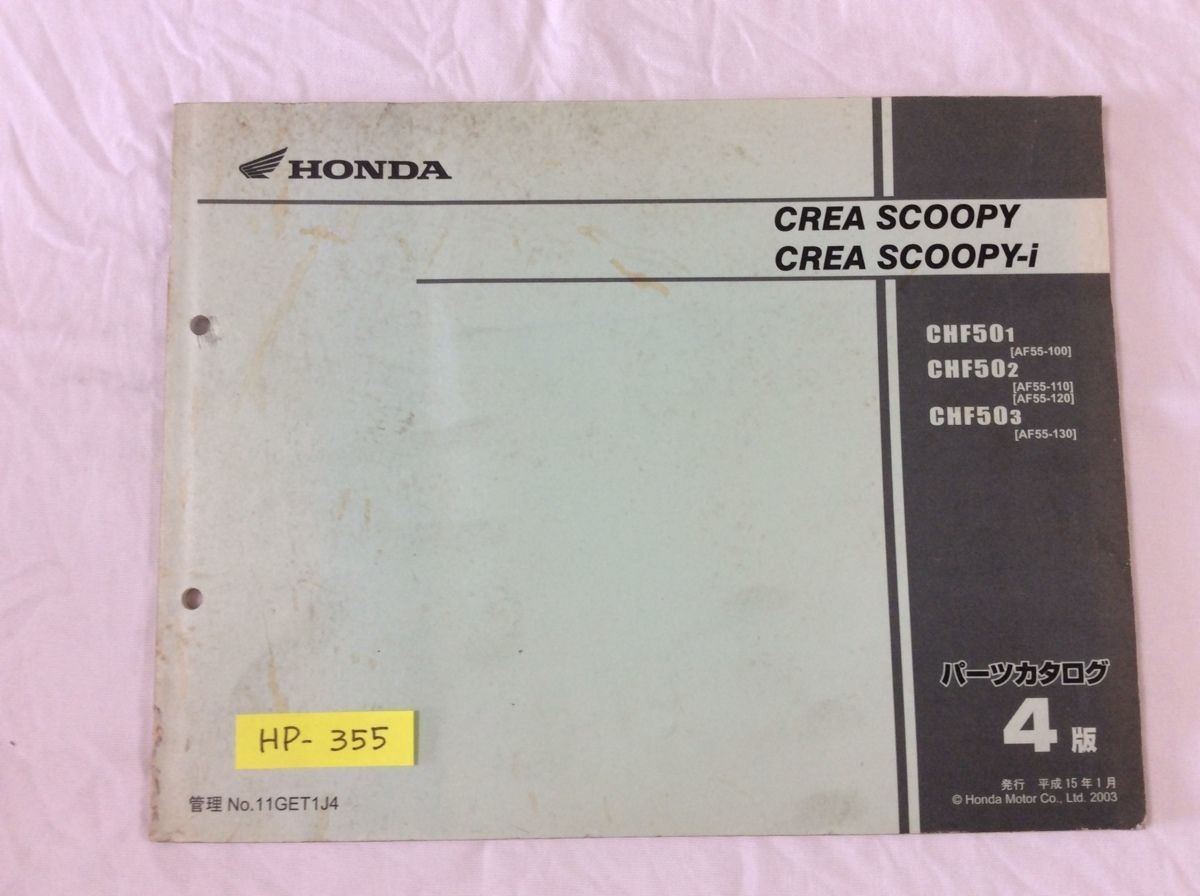 HONDA
CREA SCOOPY
CREA SCOOPY-i
CHF501
[AF55-100]
CHF502
[AF55-110]
[AF55-120]
CHF503
[AF55-130]
パーツカタログ
4版
発行 平成15年1月
© Honda Motor Co., Ltd. 2003
HP- 355
管理 No.11GET1J4